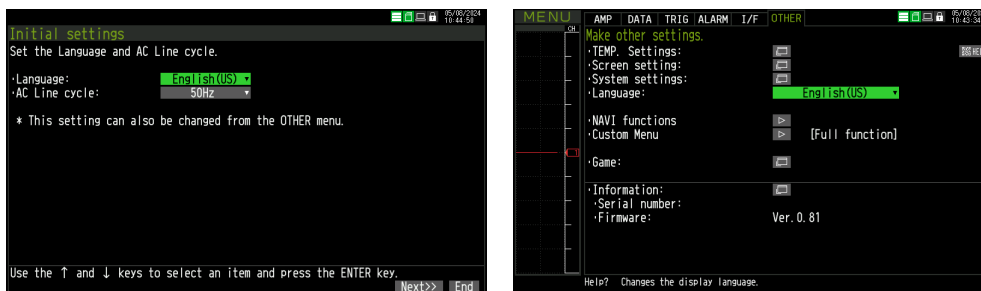 05/08/2024
10:44:50
Initial settings
Set the Language and AC Line cycle.
·Language: English(US)
·AC Line cycle: 50Hz
* This setting can also be changed from the OTHER menu.
Use the ↑ and ↓ keys to select an item and press the ENTER key.
Next>> End
MENU AMP DATA TRIG ALARM I/F OTHER
10:43:34
CH
Make other settings.
·TEMP. Settings:
·Screen setting:
·System settings:
·Language: English(US)
·NAVI functions
·Custom Menu [Full function]
·Game:
·Information:
·Serial number:
·Firmware: Ver.0.81
Help? Changes the display language.